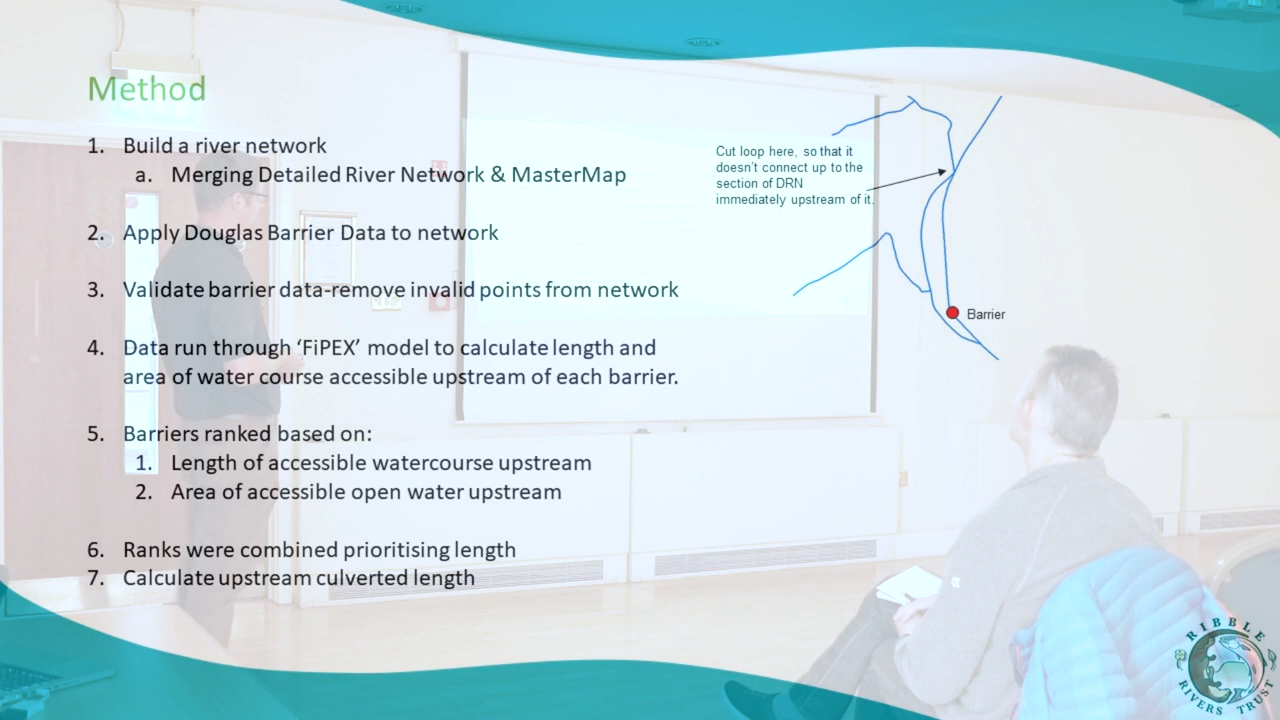 Method
1. Build a river network
a. Merging Detailed River Network & MasterMap
2. Apply Douglas Barrier Data to network
3. Validate barrier data-remove invalid points from network
4. Data run through ‘FiPEX’ model to calculate length and
area of water course accessible upstream of each barrier.
5. Barriers ranked based on:
1. Length of accessible watercourse upstream
2. Area of accessible open water upstream
6. Ranks were combined prioritising length
7. Calculate upstream culverted length
Cut loop here, so that it
doesn't connect up to the
section of DRN
immediately upstream of it.
Barrier
RIBBLE
RIVERS TRUST